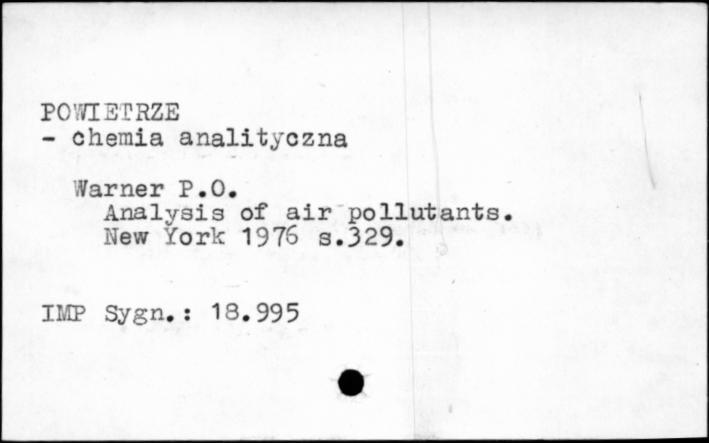 POWIETRZE
- chemia analityczna
Warner P.O.
Analysis of air pollutants.
New York 1976 s.329.
IMP Sygn.: 18.995